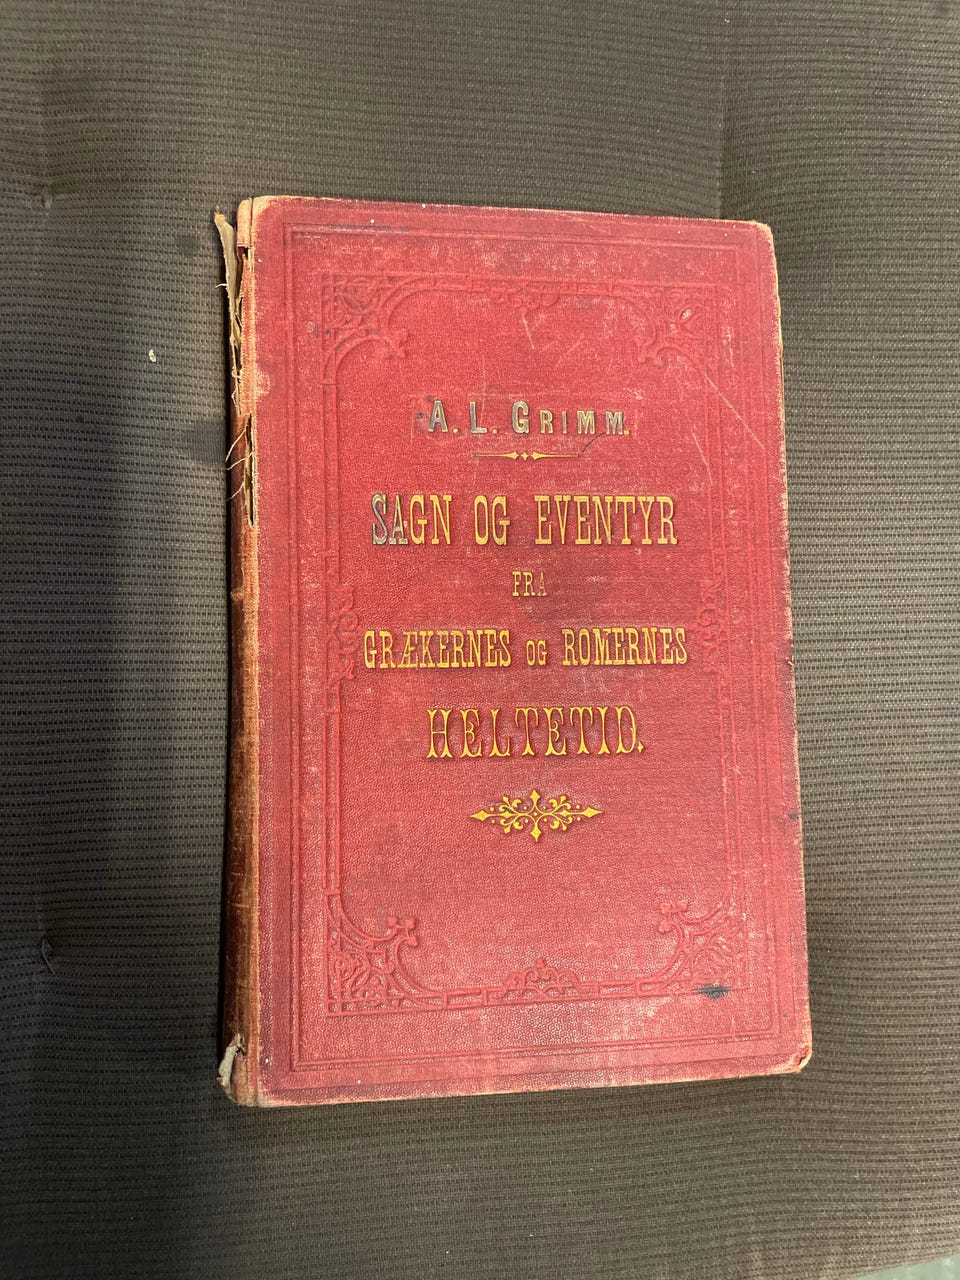 A. L. GRIMM.
SAGN OG EVENTYR
FRA
GRÆKERNES OG ROMERNES
HELTETID.